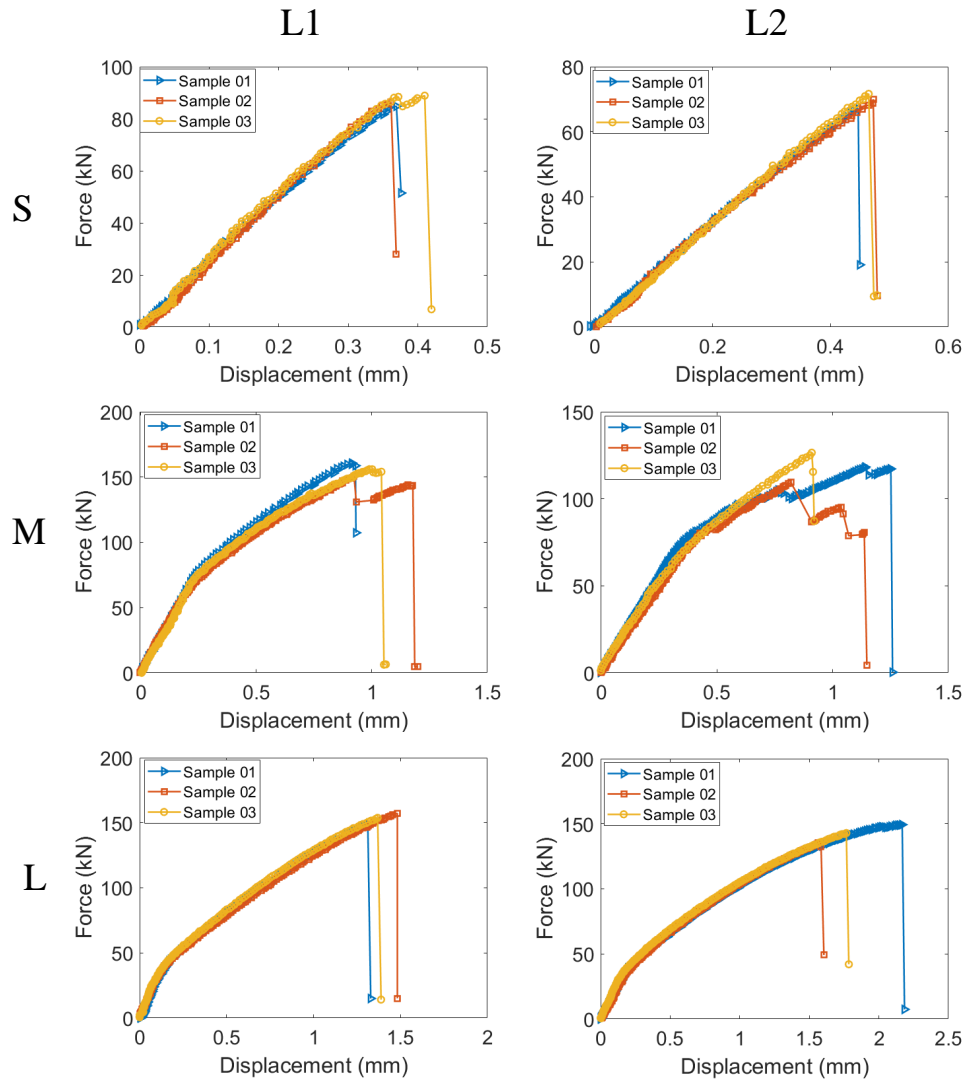 L1
L2
S
M
L
Sample 01
Sample 02
Sample 03
100
80
60
40
20
0
Force (kN)
0
0.1
0.2
0.3
0.4
0.5
Displacement (mm)
Sample 01
Sample 02
Sample 03
80
60
40
20
0
Force (kN)
0
0.2
0.4
0.6
Displacement (mm)
Sample 01
Sample 02
Sample 03
200
150
100
50
0
Force (kN)
0
0.5
1
1.5
Displacement (mm)
Sample 01
Sample 02
Sample 03
150
100
50
0
Force (kN)
0
0.5
1
1.5
Displacement (mm)
Sample 01
Sample 02
Sample 03
200
150
100
50
0
Force (kN)
0
0.5
1
1.5
2
Displacement (mm)
Sample 01
Sample 02
Sample 03
200
150
100
50
0
Force (kN)
0
0.5
1
1.5
2
2.5
Displacement (mm)